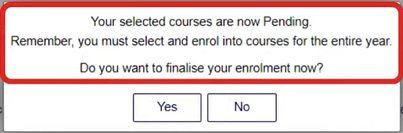 Your selected courses are now Pending.
Remember, you must select and enrol into courses for the entire year.
Do you want to finalise your enrolment now?
Yes
No